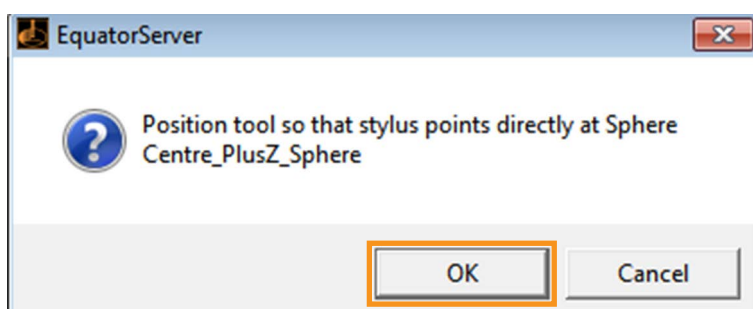 EquatorServer
Position tool so that stylus points directly at Sphere
Centre_PlusZ_Sphere
OK
Cancel